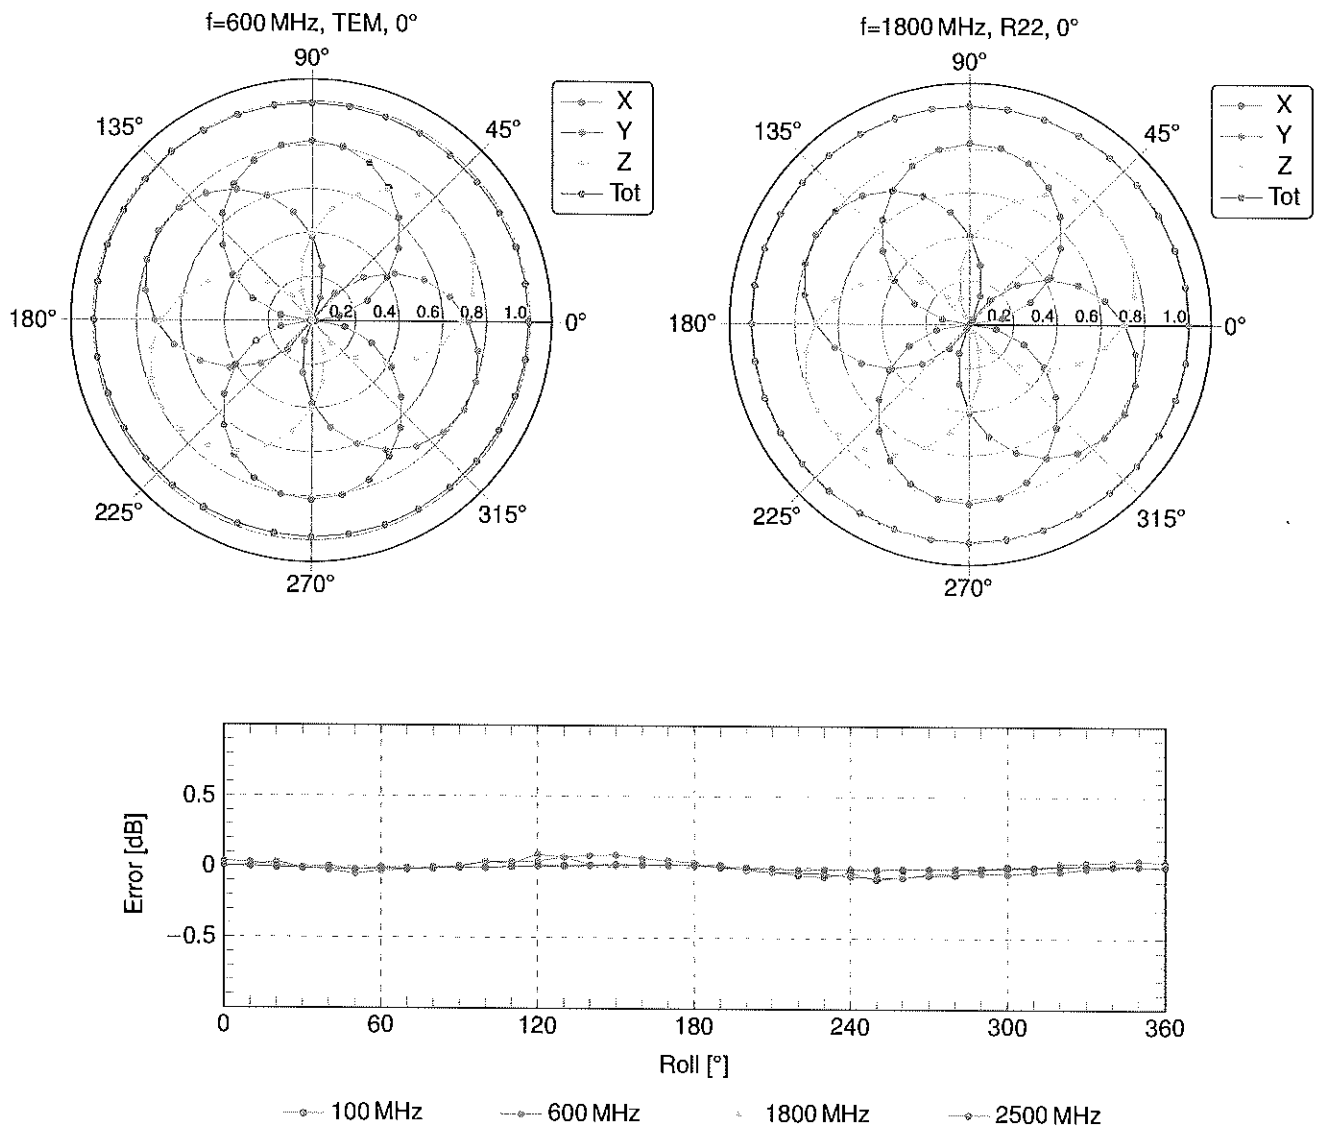 f=600 MHz, TEM, 0°
90°
135°
45°
180°
0.2 0.4 0.6 0.8 1.0
0°
225°
315°
270°
X
Y
Z
Tot
f=1800 MHz, R22, 0°
90°
135°
45°
180°
0.2 0.4 0.6 0.8 1.0
0°
225°
315°
270°
X
Y
Z
Tot
Error [dB]
0.5
0
−0.5
0 60 120 180 240 300 360
Roll [°]
100 MHz 600 MHz 1800 MHz 2500 MHz